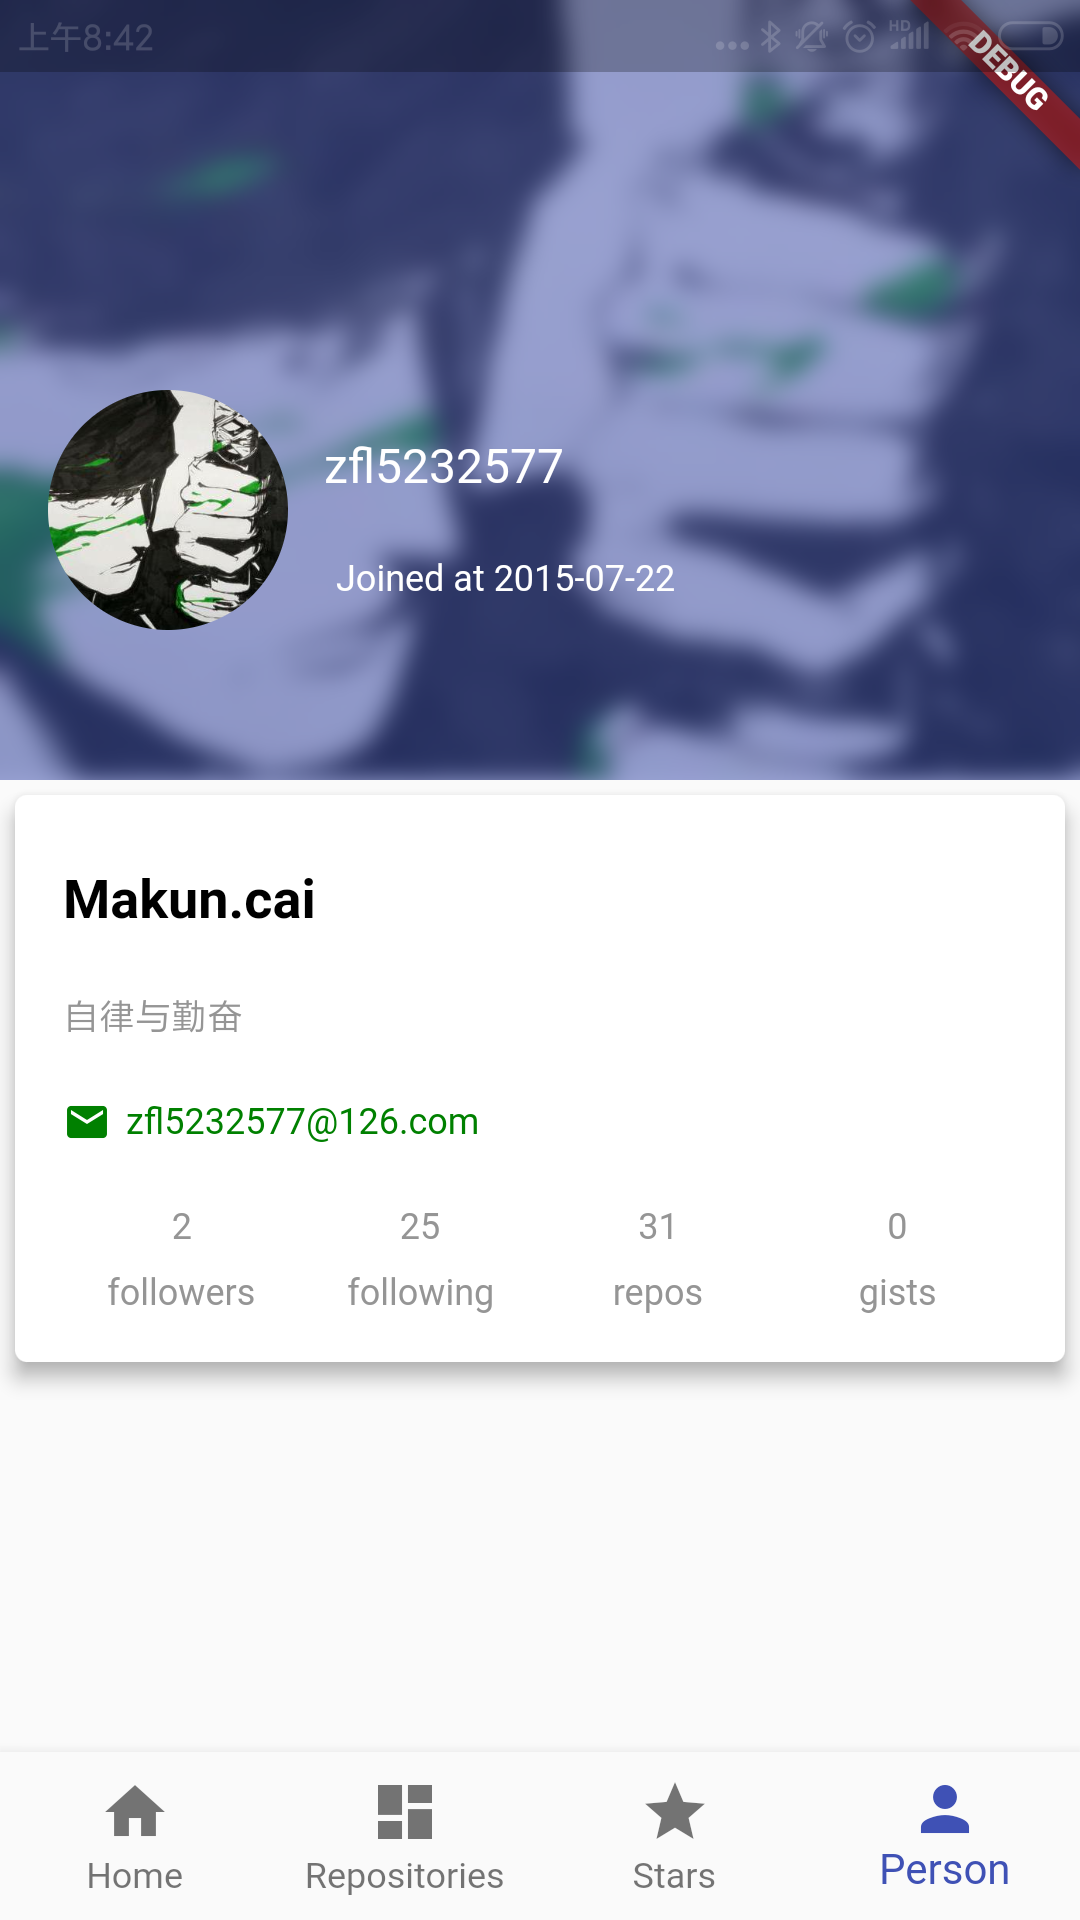 上午8:42
HD
DEBUG
zfl5232577
Joined at 2015-07-22
Makun.cai
自律与勤奋
zfl5232577@126.com
2 25 31 0
followers following repos gists
Home Repositories Stars Person